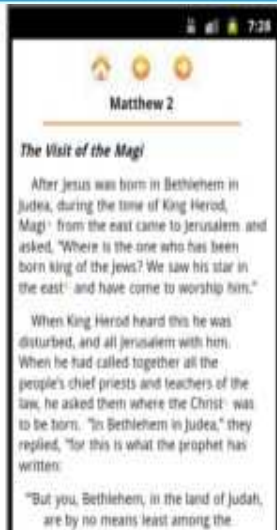 7:28
Matthew 2
The Visit of the Magi
After Jesus was born in Bethlehem in
Judea, during the time of King Herod,
Magi from the east came to Jerusalem and
asked, "Where is the one who has been
born king of the Jews? We saw his star in
the east and have come to worship him."
When King Herod heard this he was
disturbed, and all Jerusalem with him.
When he had called together all the
people's chief priests and teachers of the
law, he asked them where the Christ was
to be born. "In Bethlehem in Judea," they
replied, "for this is what the prophet has
written:
"But you, Bethlehem, in the land of Judah,
are by no means least among the